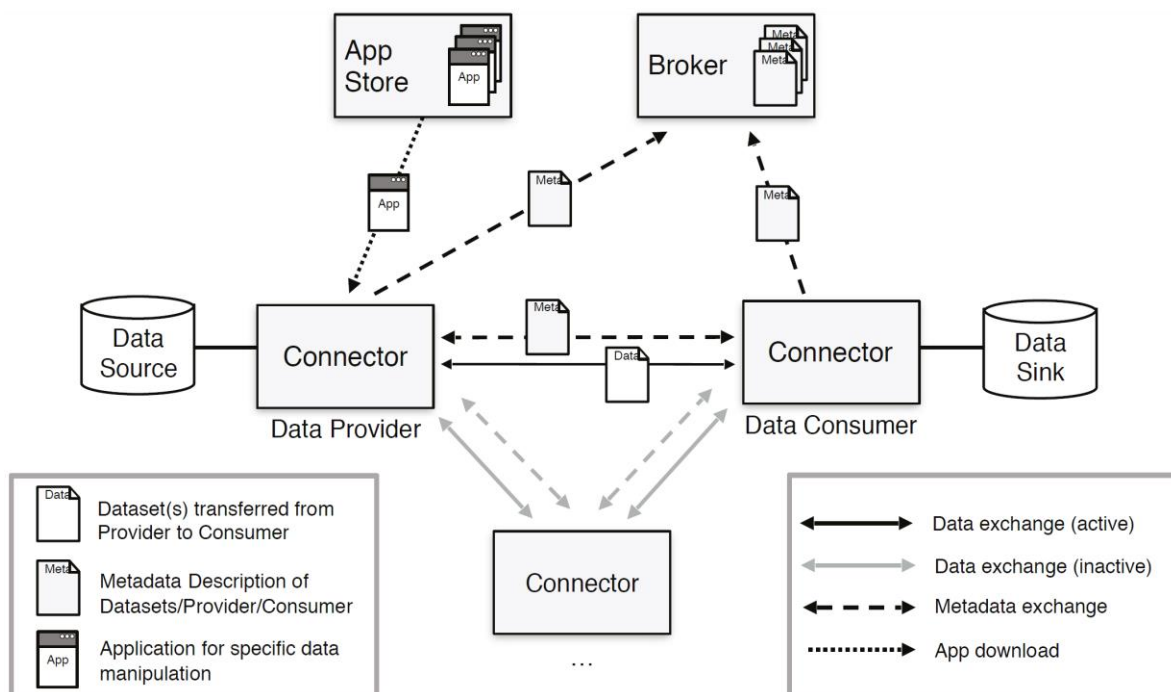 App
Store
App
Broker
Meta
Meta
Meta
App
Meta
Meta
Data
Source
Connector
Data Provider
Meta
Data
Connector
Data Consumer
Data
Sink
Connector
...
Data
Dataset(s) transferred from
Provider to Consumer
Meta
Metadata Description of
Datasets/Provider/Consumer
App
Application for specific data
manipulation
Data exchange (active)
Data exchange (inactive)
Metadata exchange
App download